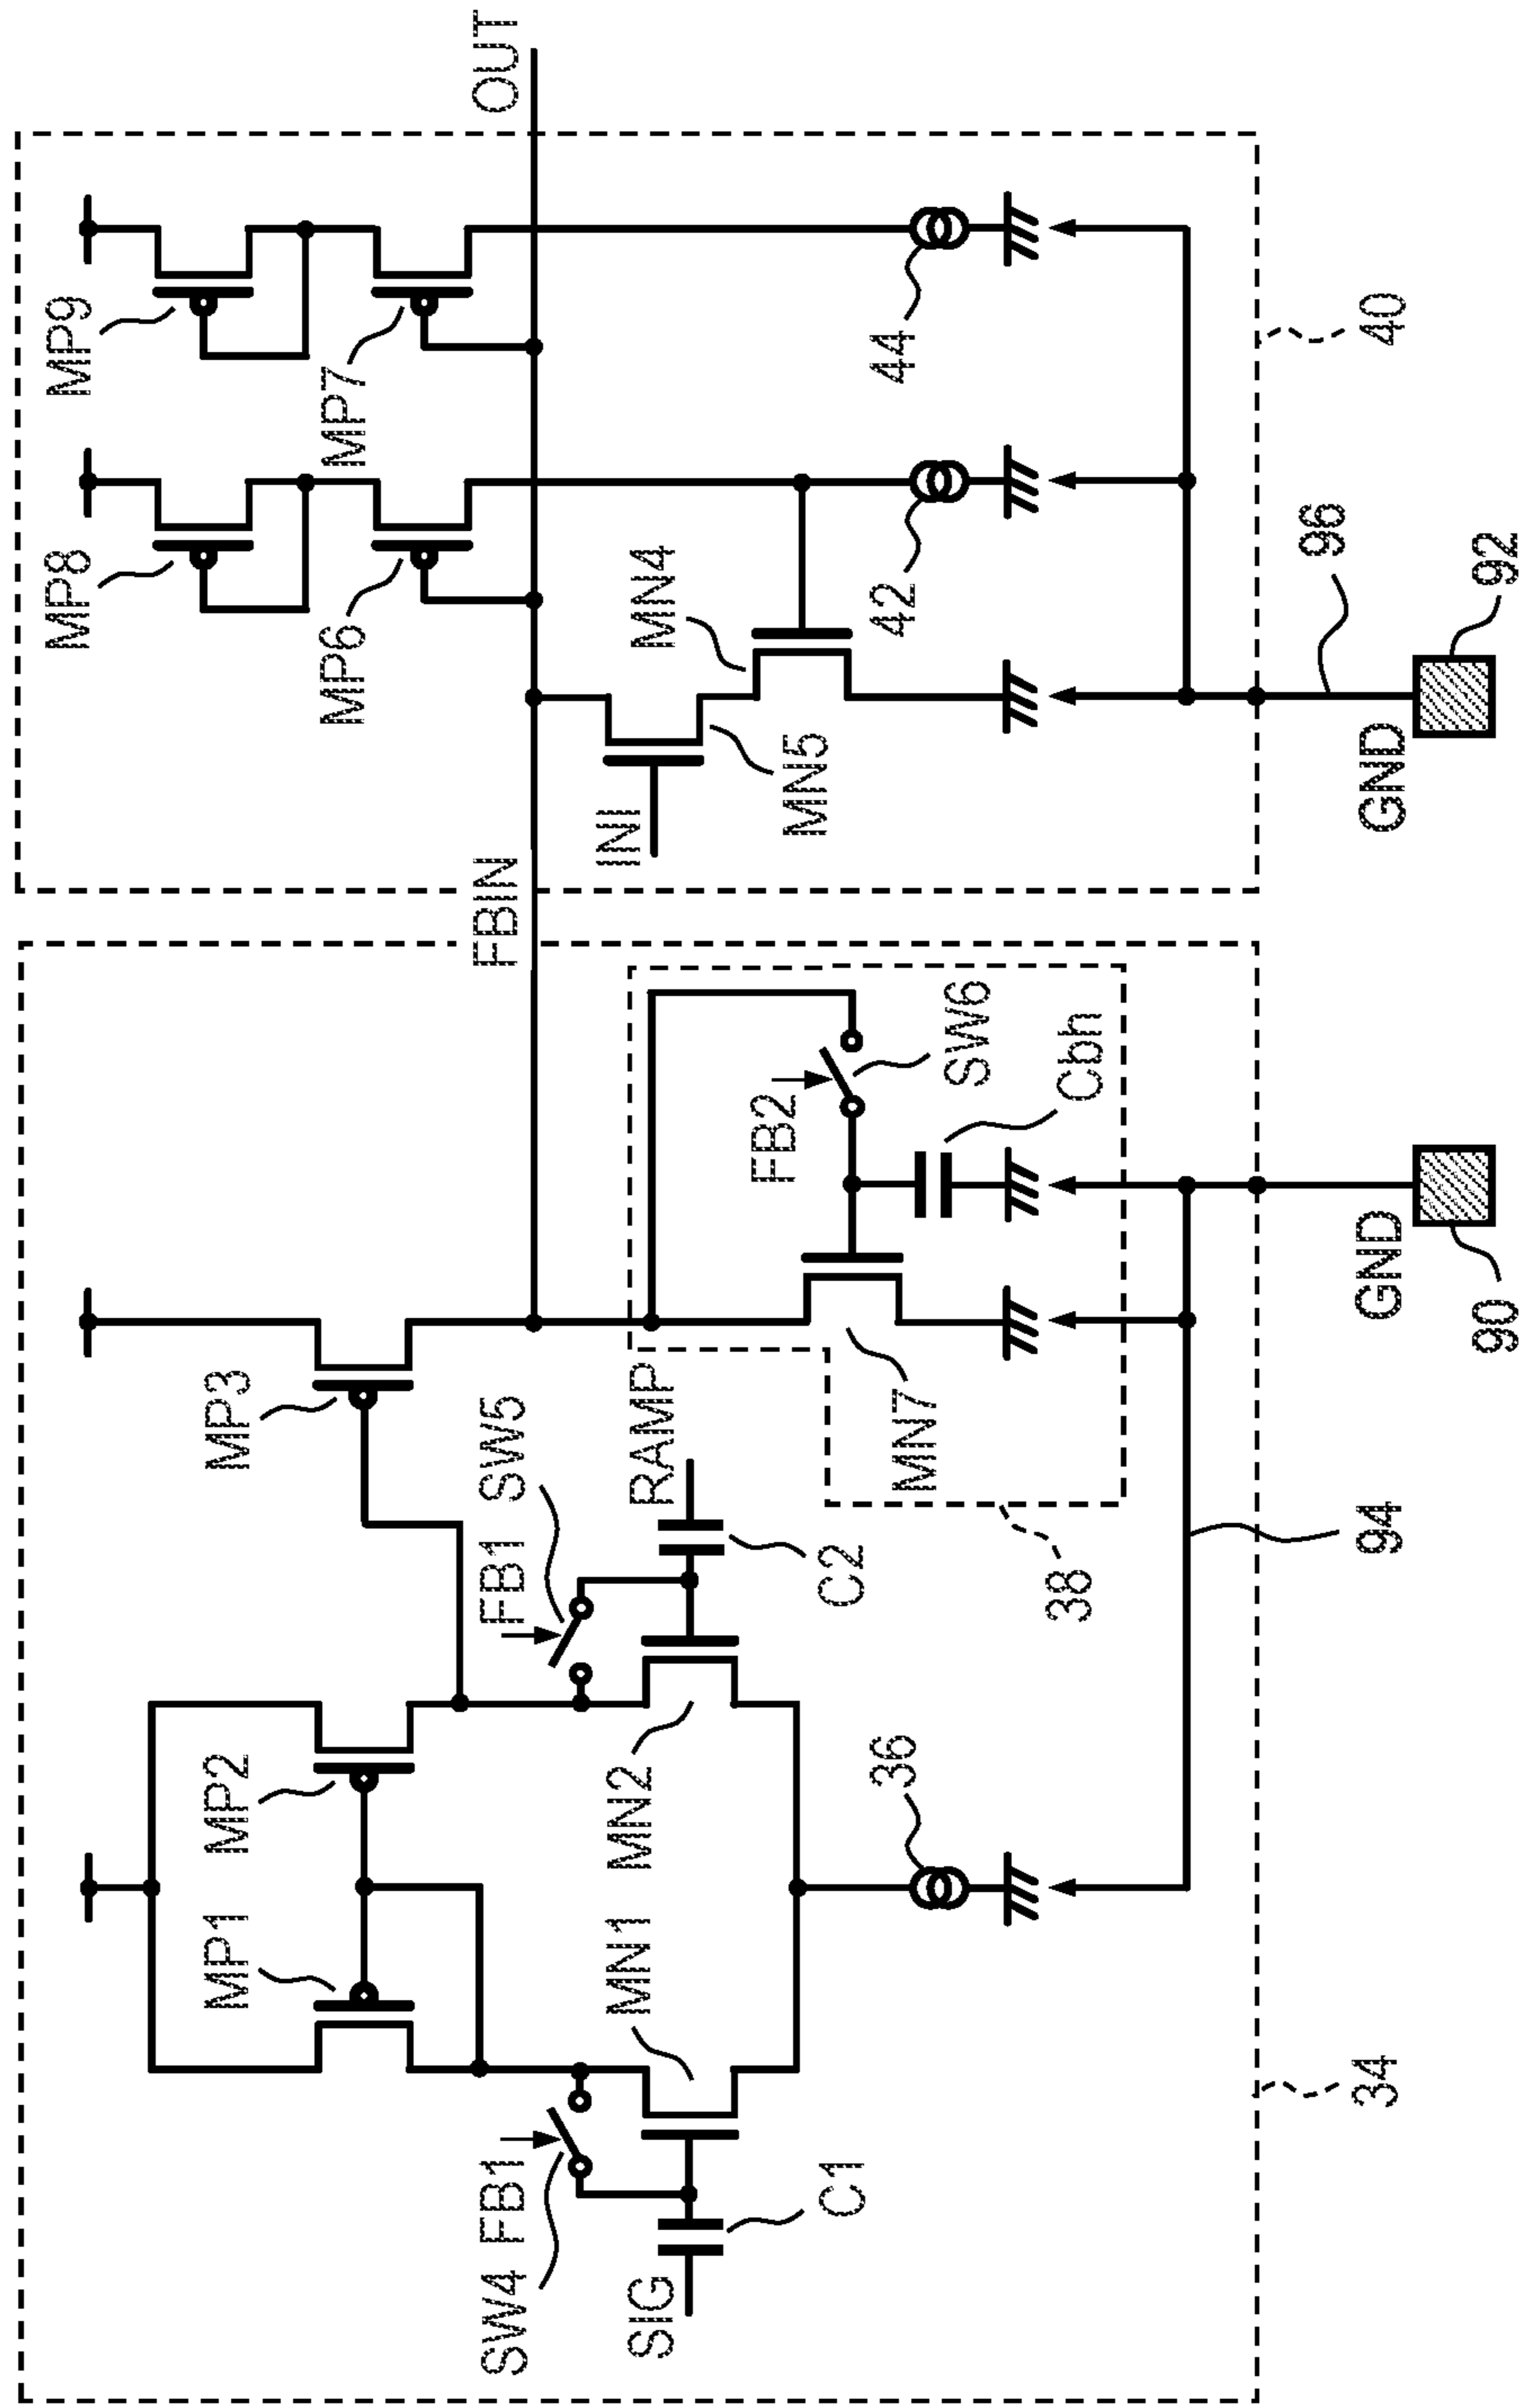 MP8
MP9
MP1
MP2
MP3
MP6
MP7
SW4
FB1
FB1
SW5
FBIN
OUT
SIG
MN1
MN2
RAMP
INI
MN4
FB2
MN5
C1
C2
36
MN7
42
44
SW6
38
Cbh
34
94
GND
GND
96
40
90
92